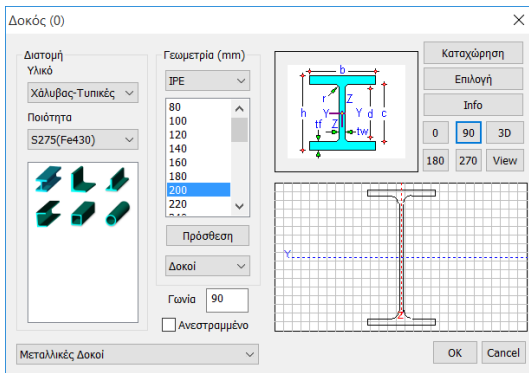 Δοκός (0)
Διατομή
Υλικό
Χάλυβας-Τυπικές
Ποιότητα
S275(Fe430)
Μεταλλικές Δοκοί
Γεωμετρία (mm)
IPE
80
100
120
140
160
180
200
220
240
Πρόσθεση
Δοκοί
Γωνία 90
Ανεστραμμένο
b
r
Z
h
Y Y d c
tf
Z
tw
Καταχώρηση
Επιλογή
Info
0 90 3D
180 270 View
Y
Z
OK Cancel